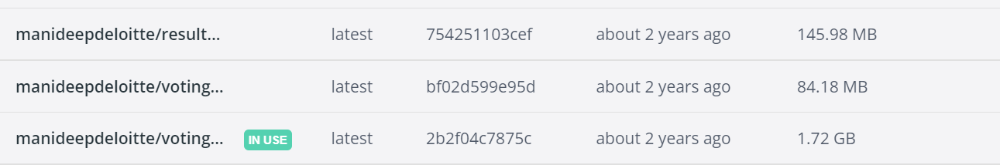 manideepdeloitte/result... latest 754251103cef about 2 years ago 145.98 MB
manideepdeloitte/voting... latest bf02d599e95d about 2 years ago 84.18 MB
manideepdeloitte/voting... IN USE latest 2b2f04c7875c about 2 years ago 1.72 GB